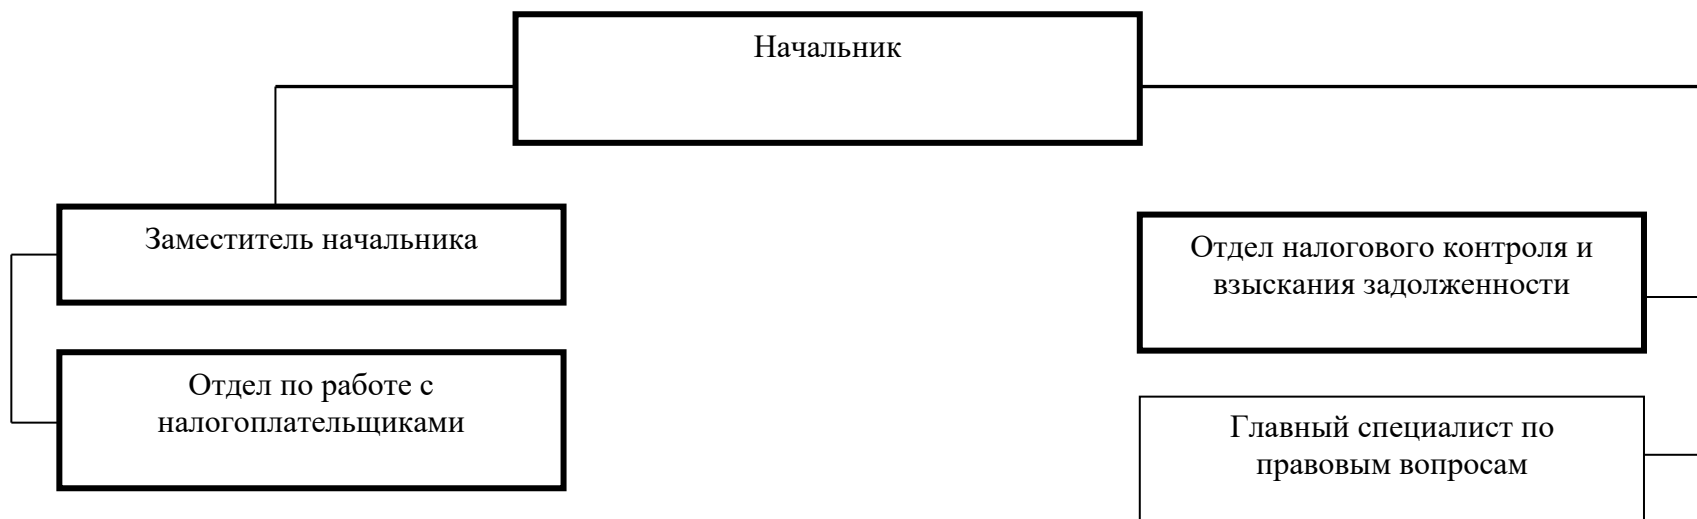 Начальник
Заместитель начальника
Отдел по работе с
налогоплательщиками
Отдел налогового контроля и
взыскания задолженности
Главный специалист по
правовым вопросам